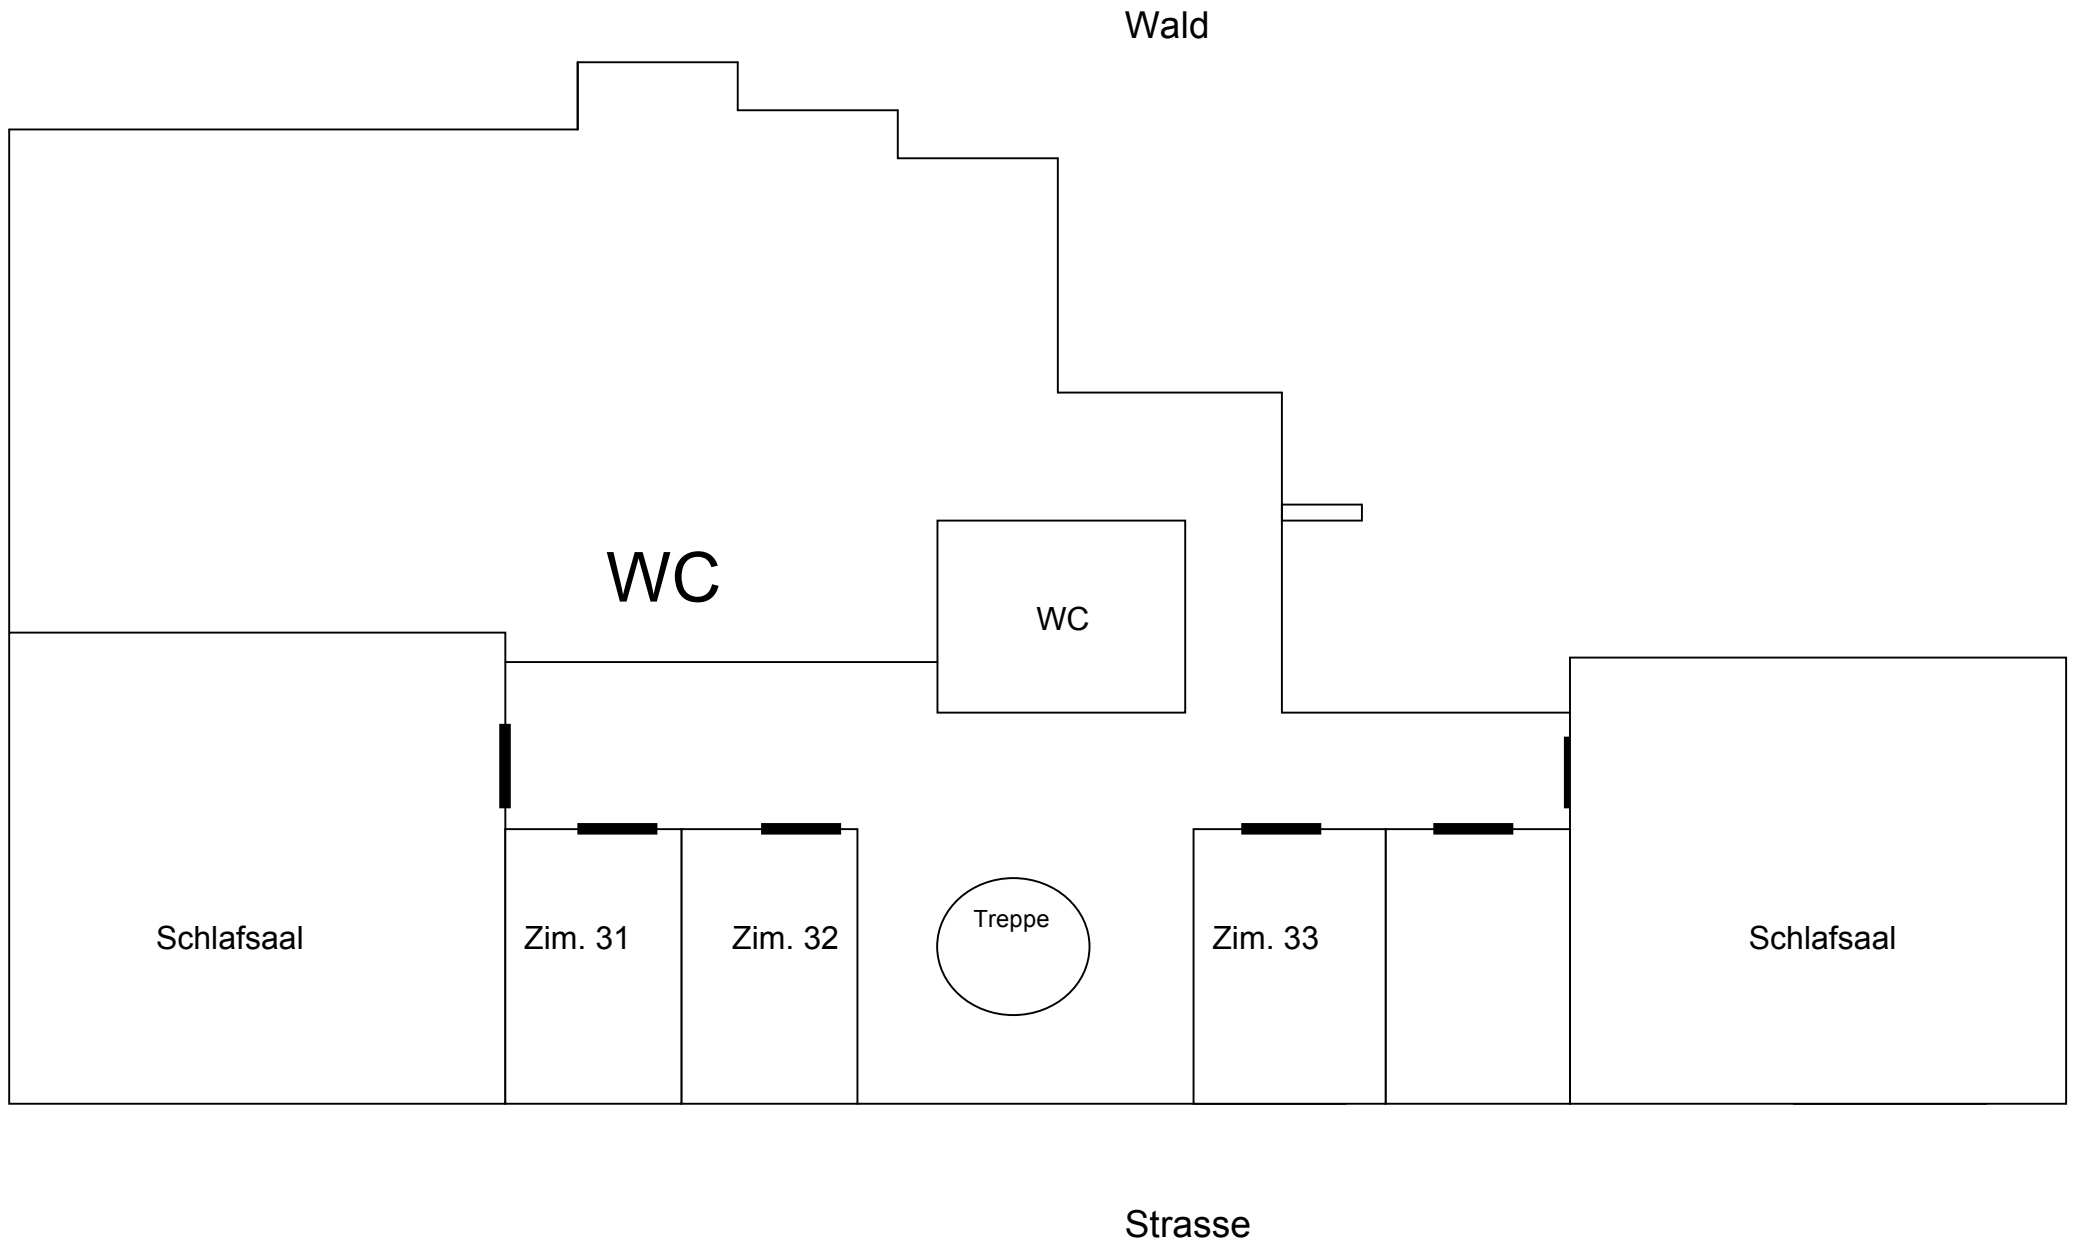 Wald
WC
WC
Schlafsaal
Zim. 31
Zim. 32
Treppe
Zim. 33
Schlafsaal
Strasse